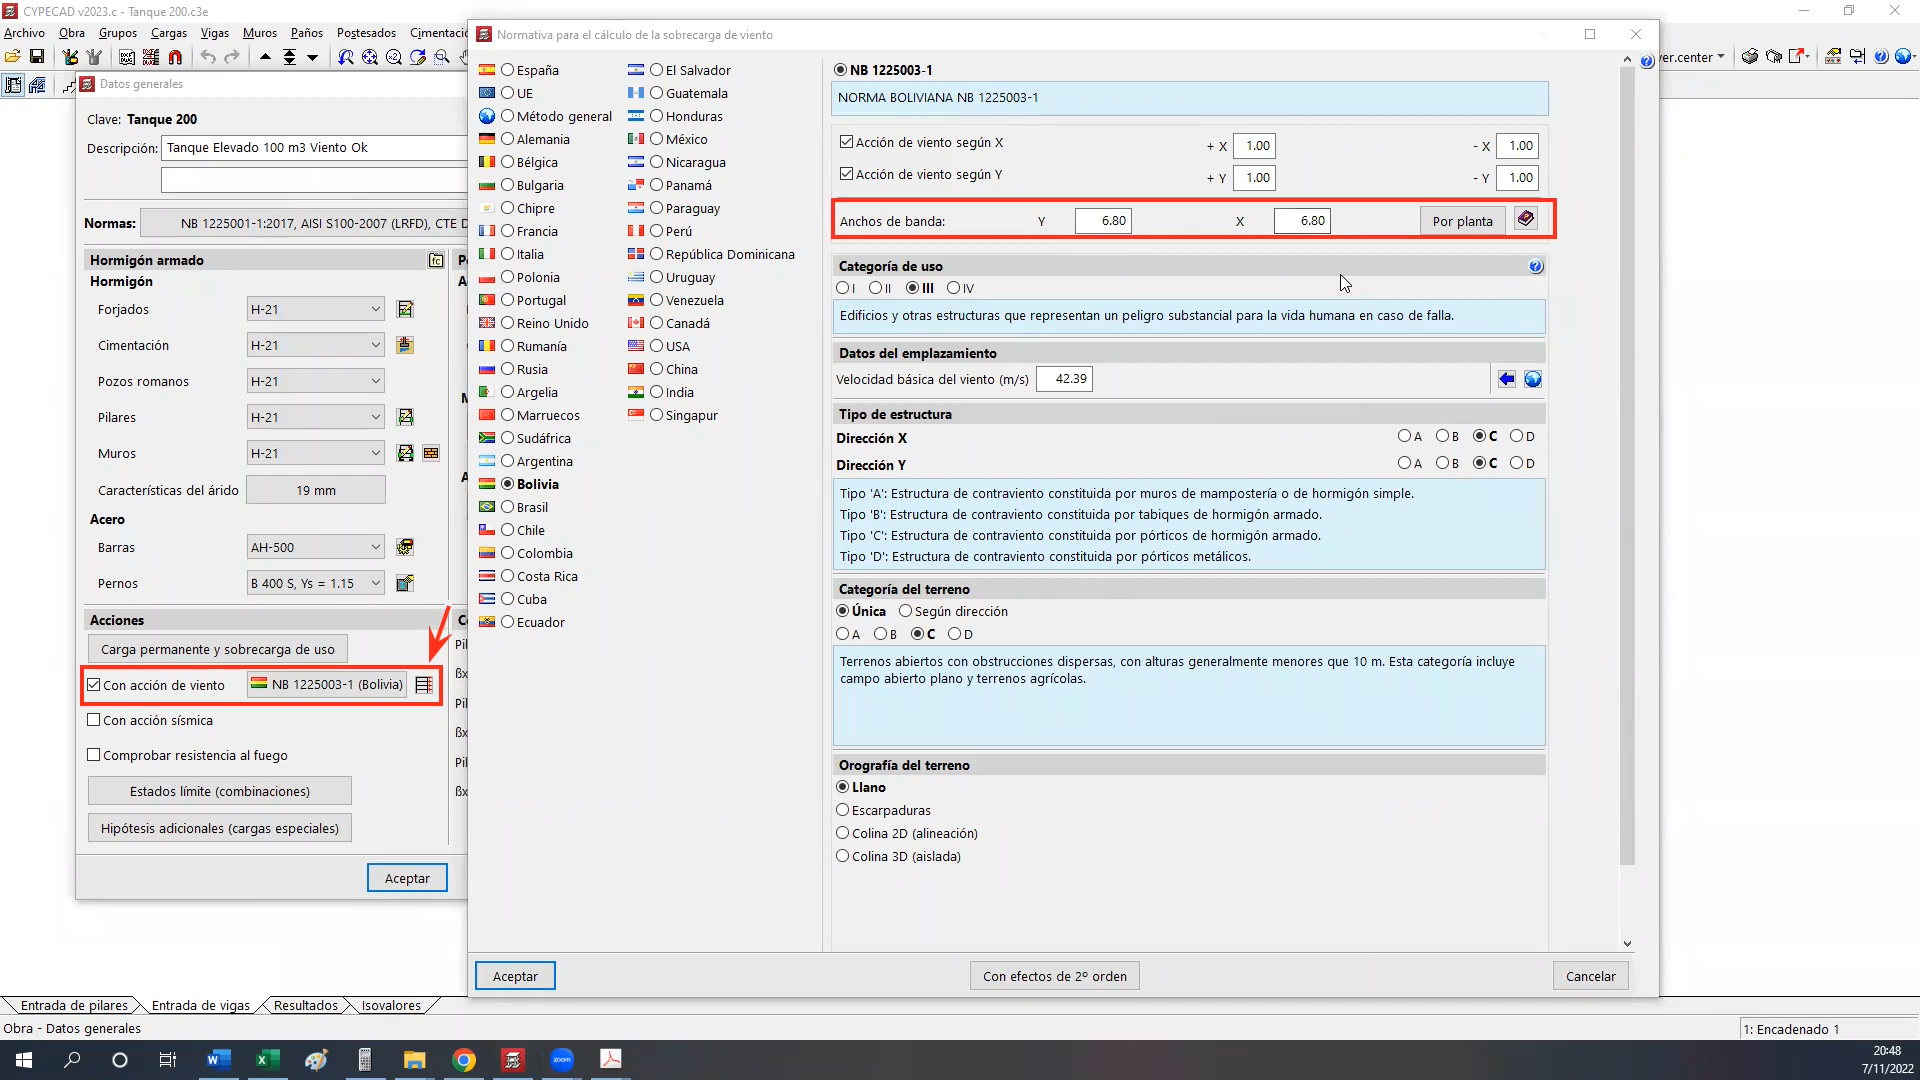 CYPECAD v2023.c - Tanque 200.c3e
Archivo Obra Grupos Cargas Vigas Muros Paños Postesados Cimentació
ver.center
Datos generales
Clave: Tanque 200
Descripción: Tanque Elevado 100 m3 Viento Ok
Normas: NB 1225001-1:2017, AISI S100-2007 (LRFD), CTE D
Hormigón armado
Hormigón
Forjados H-21
Cimentación H-21
Pozos romanos H-21
Pilares H-21
Muros H-21
Características del árido 19 mm
Acero
Barras AH-500
Pernos B 400 S, Ys = 1.15
Acciones
Carga permanente y sobrecarga de uso
Con acción de viento NB 1225003-1 (Bolivia)
Con acción sísmica
Comprobar resistencia al fuego
Estados límite (combinaciones)
Hipótesis adicionales (cargas especiales)
Aceptar
Normativa para el cálculo de la sobrecarga de viento
España
UE
Método general
Alemania
Bélgica
Bulgaria
Chipre
Francia
Italia
Polonia
Portugal
Reino Unido
Rumanía
Rusia
Argelia
Marruecos
Sudáfrica
Argentina
Bolivia
Brasil
Chile
Colombia
Costa Rica
Cuba
Ecuador
El Salvador
Guatemala
Honduras
México
Nicaragua
Panamá
Paraguay
Perú
República Dominicana
Uruguay
Venezuela
Canadá
USA
China
India
Singapur
NB 1225003-1
NORMA BOLIVIANA NB 1225003-1
Acción de viento según X + X 1.00 - X 1.00
Acción de viento según Y + Y 1.00 - Y 1.00
Anchos de banda: Y 6.80 X 6.80 Por planta
Categoría de uso
I II III IV
Edificios y otras estructuras que representan un peligro substancial para la vida humana en caso de falla.
Datos del emplazamiento
Velocidad básica del viento (m/s) 42.39
Tipo de estructura
Dirección X A B C D
Dirección Y A B C D
Tipo 'A': Estructura de contraviento constituida por muros de mampostería o de hormigón simple.
Tipo 'B': Estructura de contraviento constituida por tabiques de hormigón armado.
Tipo 'C': Estructura de contraviento constituida por pórticos de hormigón armado.
Tipo 'D': Estructura de contraviento constituida por pórticos metálicos.
Categoría del terreno
Única Según dirección
A B C D
Terrenos abiertos con obstrucciones dispersas, con alturas generalmente menores que 10 m. Esta categoría incluye
campo abierto plano y terrenos agrícolas.
Orografía del terreno
Llano
Escarpaduras
Colina 2D (alineación)
Colina 3D (aislada)
Aceptar Con efectos de 2º orden Cancelar
Entrada de pilares Entrada de vigas Resultados Isovalores
Obra - Datos generales 1: Encadenado 1
zoom
20:48
7/11/2022